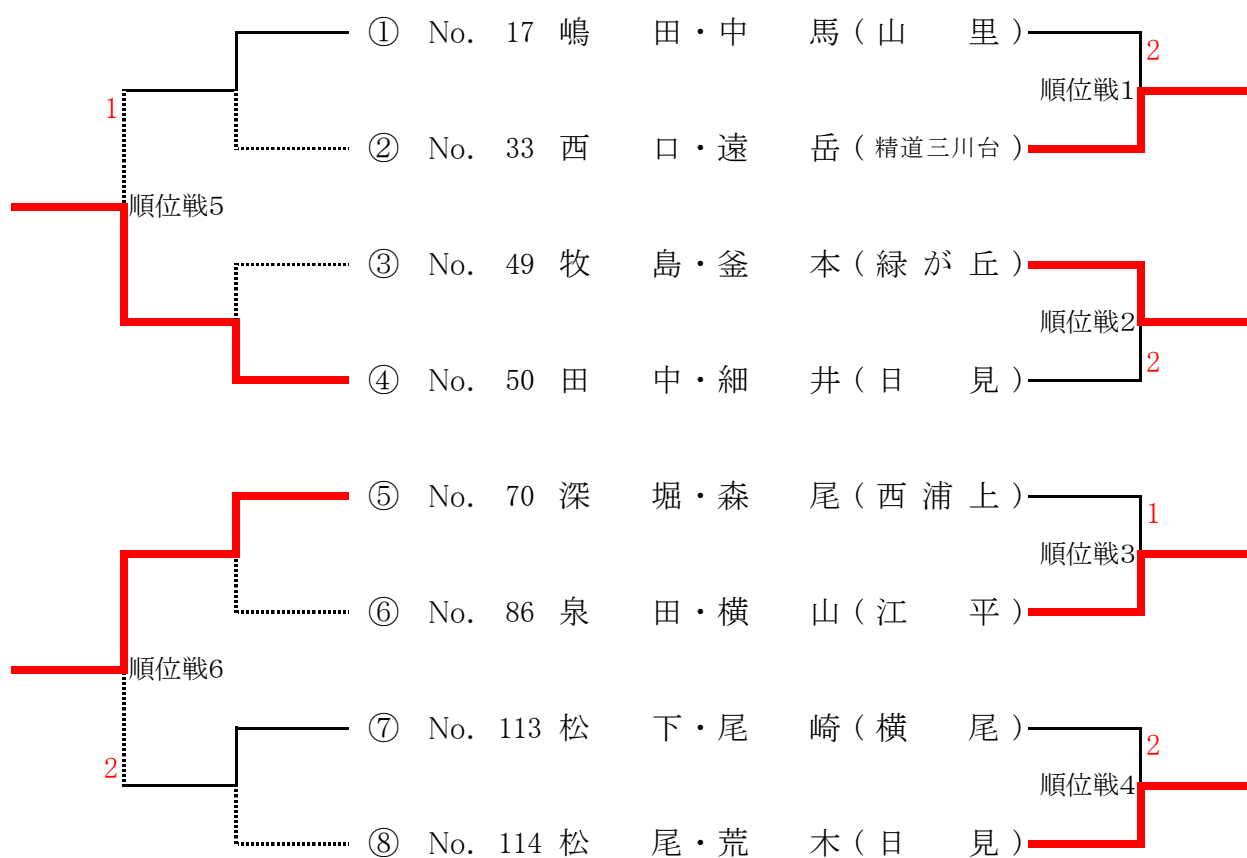 ① No. 17 嶋 田・中 馬(山 里)
2
順位戦1
1
② No. 33 西 口・遠 岳(精道三川台)
順位戦5
③ No. 49 牧 島・釜 本(緑が丘)
順位戦2
2
④ No. 50 田 中・細 井(日 見)
⑤ No. 70 深 堀・森 尾(西浦上)
1
順位戦3
⑥ No. 86 泉 田・横 山(江 平)
順位戦6
⑦ No. 113 松 下・尾 崎(横 尾)
2
2
順位戦4
⑧ No. 114 松 尾・荒 木(日 見)